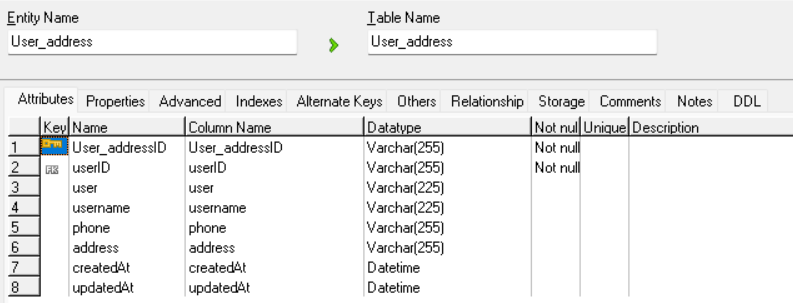 Entity Name Table Name
User_address User_address
Attributes Properties Advanced Indexes Alternate Keys Others Relationship Storage Comments Notes DDL
Key Name Column Name Datatype Not nul Unique Description
1 User_addressID User_addressID Varchar(255) Not null
2 FK userID userID Varchar(255) Not null
3 user user Varchar(225)
4 username username Varchar(225)
5 phone phone Varchar(255)
6 address address Varchar(255)
7 createdAt createdAt Datetime
8 updatedAt updatedAt Datetime